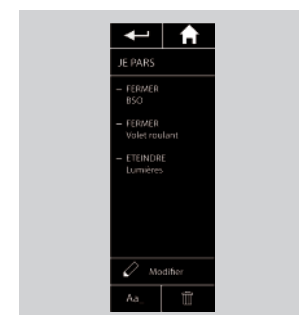 JE PARS
– FERMER
BSO
– FERMER
Volet roulant
– ETEINDRE
Lumières
Modifier
Aa